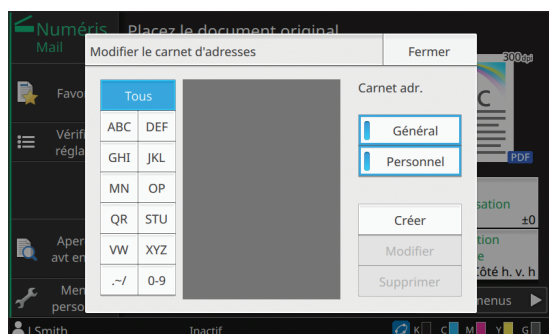 Numéris Placez le document original
Mail
Modifier le carnet d'adresses
Fermer
300dpi
Favo
Vérifi
régla
Aper
avt en
Men
perso
Tous
ABC DEF
GHI JKL
MN OP
QR STU
VW XYZ
.~/ 0-9
Carnet adr.
Général
Personnel
Créer
Modifier
Supprimer
C
PDF
sation
±0
tion
e
Côté h. v. h
menus
J Smith Inactif K C M Y G